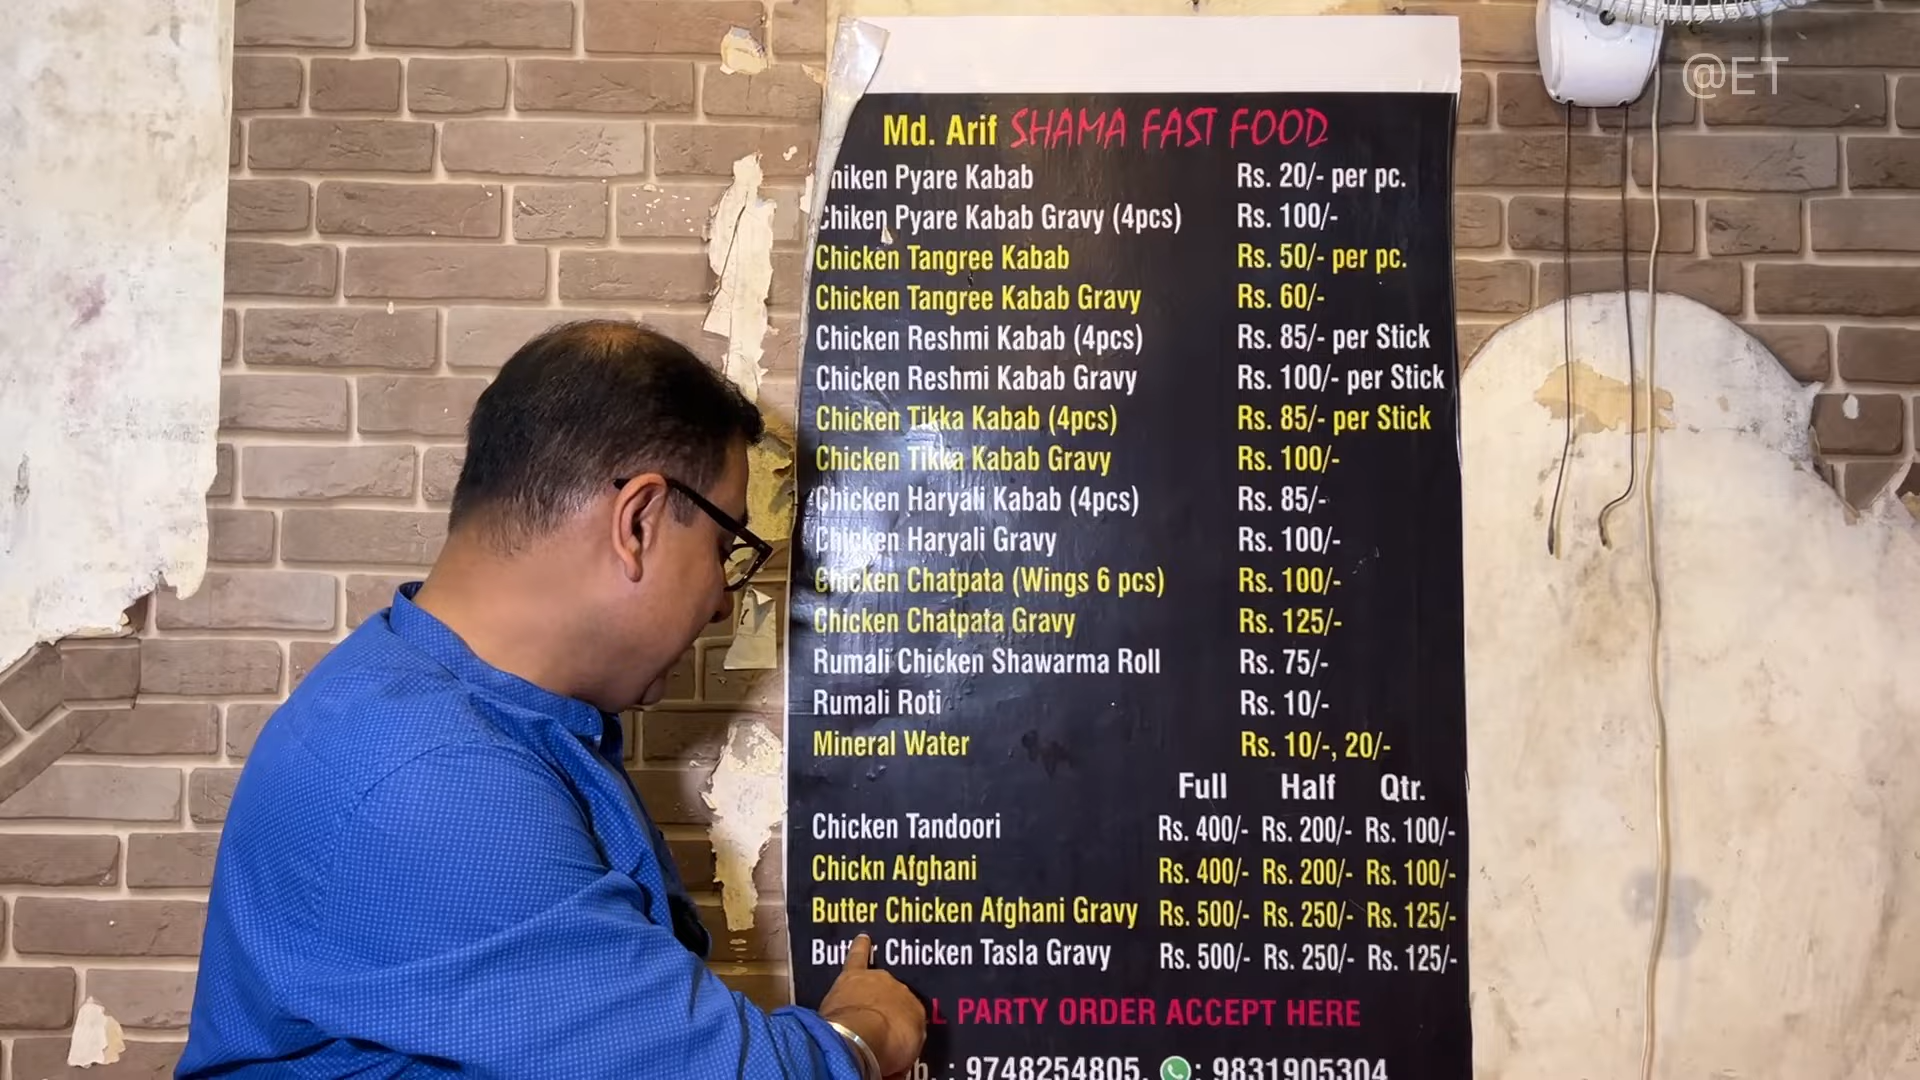 @ET
Md. Arif SHAMA FAST FOOD
hiken Pyare Kabab Rs. 20/- per pc.
Chiken Pyare Kabab Gravy (4pcs) Rs. 100/-
Chicken Tangree Kabab Rs. 50/- per pc.
Chicken Tangree Kabab Gravy Rs. 60/-
Chicken Reshmi Kabab (4pcs) Rs. 85/- per Stick
Chicken Reshmi Kabab Gravy Rs. 100/- per Stick
Chicken Tikka Kabab (4pcs) Rs. 85/- per Stick
Chicken Tikka Kabab Gravy Rs. 100/-
Chicken Haryali Kabab (4pcs) Rs. 85/-
Chicken Haryali Gravy Rs. 100/-
Chicken Chatpata (Wings 6 pcs) Rs. 100/-
Chicken Chatpata Gravy Rs. 125/-
Rumali Chicken Shawarma Roll Rs. 75/-
Rumali Roti Rs. 10/-
Mineral Water Rs. 10/-, 20/-
Full Half Qtr.
Chicken Tandoori Rs. 400/- Rs. 200/- Rs. 100/-
Chickn Afghani Rs. 400/- Rs. 200/- Rs. 100/-
Butter Chicken Afghani Gravy Rs. 500/- Rs. 250/- Rs. 125/-
Butter Chicken Tasla Gravy Rs. 500/- Rs. 250/- Rs. 125/-
PARTY ORDER ACCEPT HERE
: 9748254805, : 9831905304